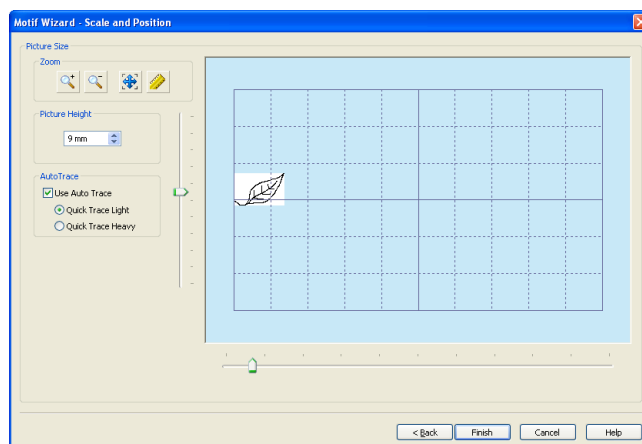 Motif Wizard - Scale and Position
Picture Size
Zoom
Picture Height
9 mm
AutoTrace
Use Auto Trace
Quick Trace Light
Quick Trace Heavy
< Back
Finish
Cancel
Help